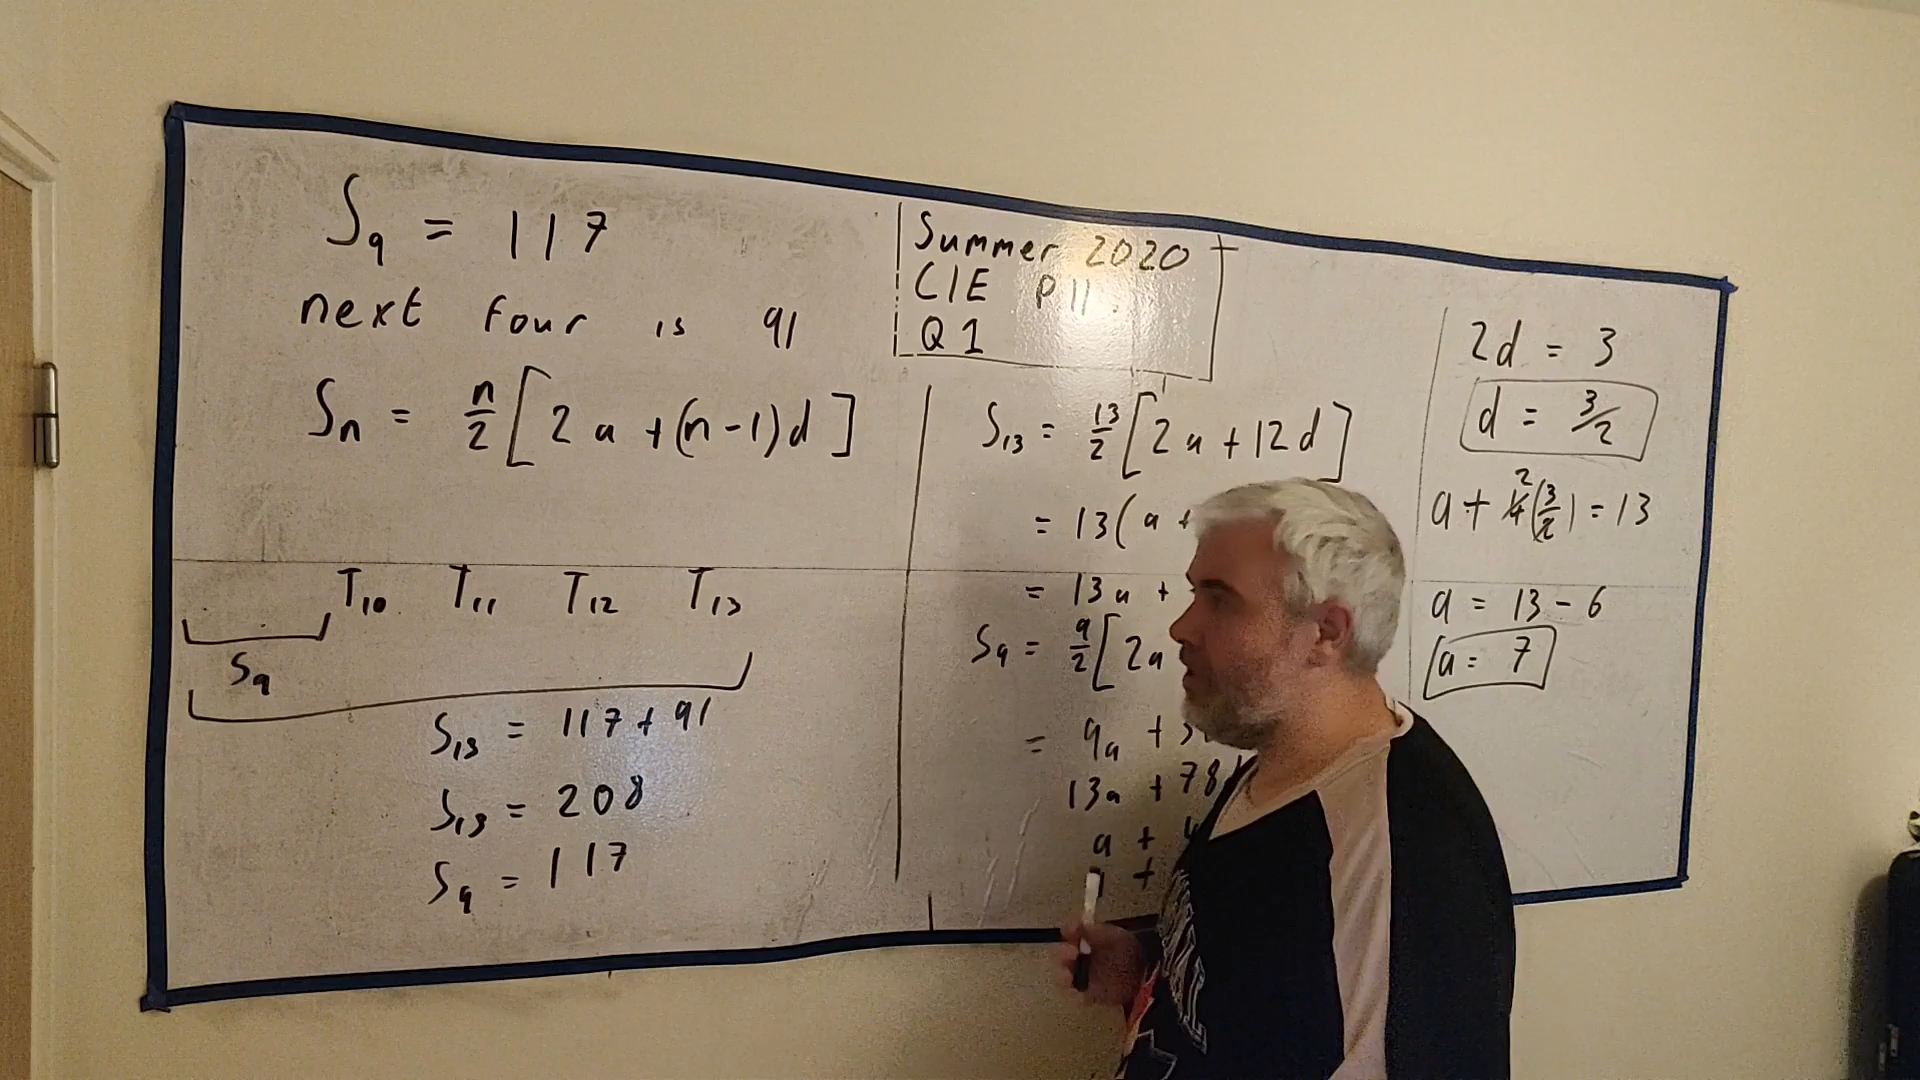 S₉ = 117
next four is 91
Sₙ = n/2 [2a + (n-1)d]
T₁₀ T₁₁ T₁₂ T₁₃
S₉
S₁₃ = 117 + 91
S₁₃ = 208
S₉ = 117
Summer 2020
CIE P11
Q1
S₁₃ = 13/2 [2a + 12d]
= 13(a +
= 13a +
S₉ = 9/2 [2a
= 9a +
13a + 78
a +
+
2d = 3
d = 3/2
a + 4(3/2) = 13
2
a = 13 - 6
a = 7